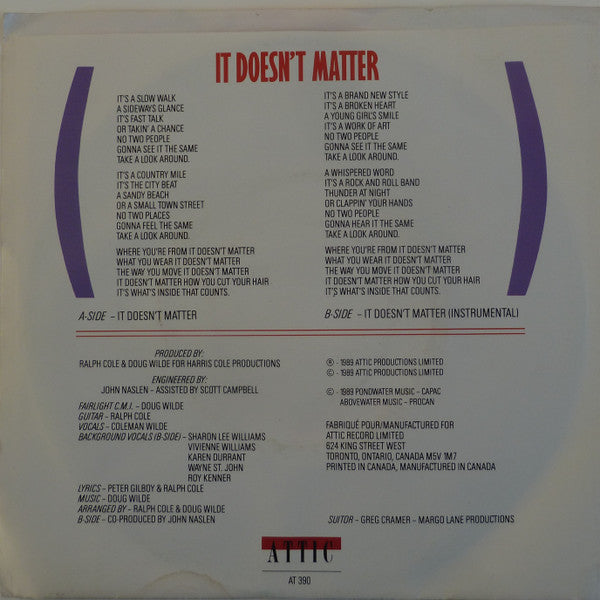 IT DOESN'T MATTER
IT'S A SLOW WALK
A SIDEWAYS GLANCE
IT'S FAST TALK
OR TAKIN' A CHANCE
NO TWO PEOPLE
GONNA SEE IT THE SAME
TAKE A LOOK AROUND.
IT'S A COUNTRY MILE
IT'S THE CITY BEAT
A SANDY BEACH
OR A SMALL TOWN STREET
NO TWO PLACES
GONNA FEEL THE SAME
TAKE A LOOK AROUND.
WHERE YOU'RE FROM IT DOESN'T MATTER
WHAT YOU WEAR IT DOESN'T MATTER
THE WAY YOU MOVE IT DOESN'T MATTER
IT DOESN'T MATTER HOW YOU CUT YOUR HAIR
IT'S WHAT'S INSIDE THAT COUNTS.
A-SIDE – IT DOESN'T MATTER
IT'S A BRAND NEW STYLE
IT'S A BROKEN HEART
A YOUNG GIRL'S SMILE
IT'S A WORK OF ART
NO TWO PEOPLE
GONNA SEE IT THE SAME
TAKE A LOOK AROUND.
A WHISPERED WORD
IT'S A ROCK AND ROLL BAND
THUNDER AT NIGHT
OR CLAPPIN' YOUR HANDS
NO TWO PEOPLE
GONNA HEAR IT THE SAME
TAKE A LOOK AROUND.
WHERE YOU'RE FROM IT DOESN'T MATTER
WHAT YOU WEAR IT DOESN'T MATTER
THE WAY YOU MOVE IT DOESN'T MATTER
IT DOESN'T MATTER HOW YOU CUT YOUR HAIR
IT'S WHAT'S INSIDE THAT COUNTS.
B-SIDE – IT DOESN'T MATTER (INSTRUMENTAL)
PRODUCED BY:
RALPH COLE & DOUG WILDE FOR HARRIS COLE PRODUCTIONS
ENGINEERED BY:
JOHN NASLEN – ASSISTED BY SCOTT CAMPBELL
FAIRLIGHT C.M.I. – DOUG WILDE
GUITAR – RALPH COLE
VOCALS – COLEMAN WILDE
BACKGROUND VOCALS (B-SIDE) – SHARON LEE WILLIAMS
VIVIENNE WILLIAMS
KAREN DURRANT
WAYNE ST. JOHN
ROY KENNER
LYRICS – PETER GILBOY & RALPH COLE
MUSIC – DOUG WILDE
ARRANGED BY – RALPH COLE & DOUG WILDE
B-SIDE – CO-PRODUCED BY JOHN NASLEN
℗ – 1989 ATTIC PRODUCTIONS LIMITED
© – 1989 ATTIC PRODUCTIONS LIMITED
© – 1989 PONDWATER MUSIC – CAPAC
ABOVEWATER MUSIC – PROCAN
FABRIQUÉ POUR/MANUFACTURED FOR
ATTIC RECORD LIMITED
624 KING STREET WEST
TORONTO, ONTARIO, CANADA M5V 1M7
PRINTED IN CANADA, MANUFACTURED IN CANADA
SUITOR – GREG CRAMER – MARGO LANE PRODUCTIONS
ATTIC
AT 390